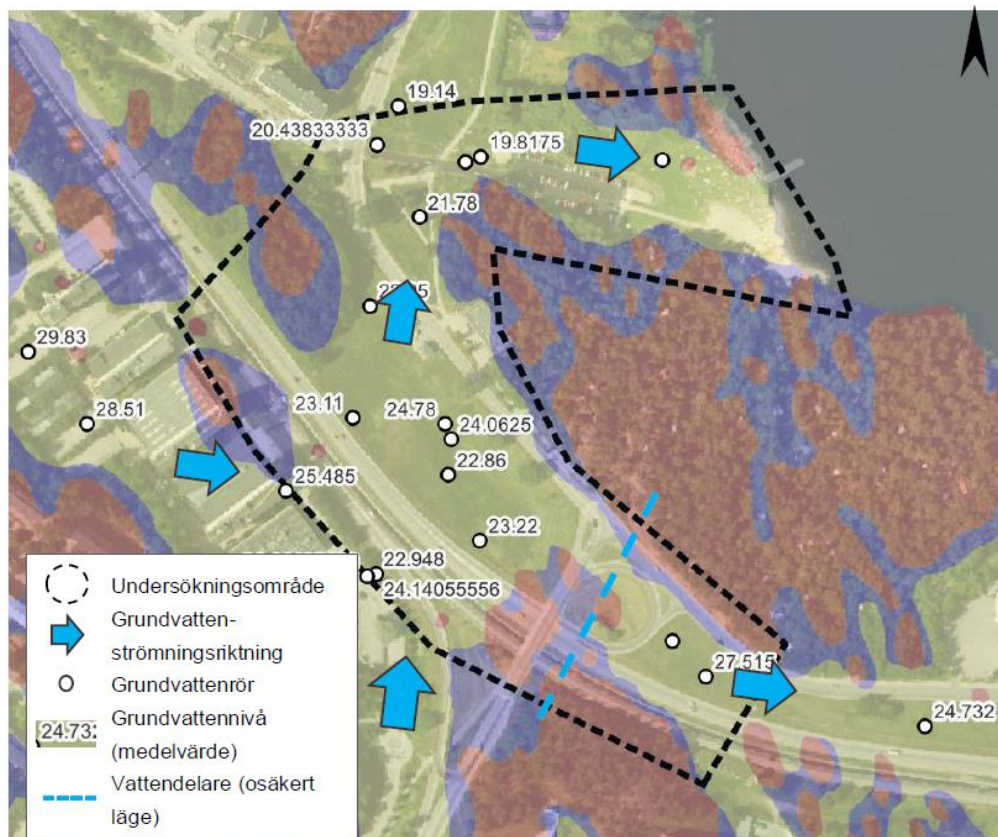 19.14
20.43833333
19.8175
21.78
29.83
28.51
23.11
24.78
24.0625
22.86
25.485
23.22
22.948
24.14055556
27.515
24.732
Undersökningsområde
Grundvatten-
strömningsriktning
Grundvattenrör
Grundvattennivå
(medelvärde)
Vattendelare (osäkert
läge)